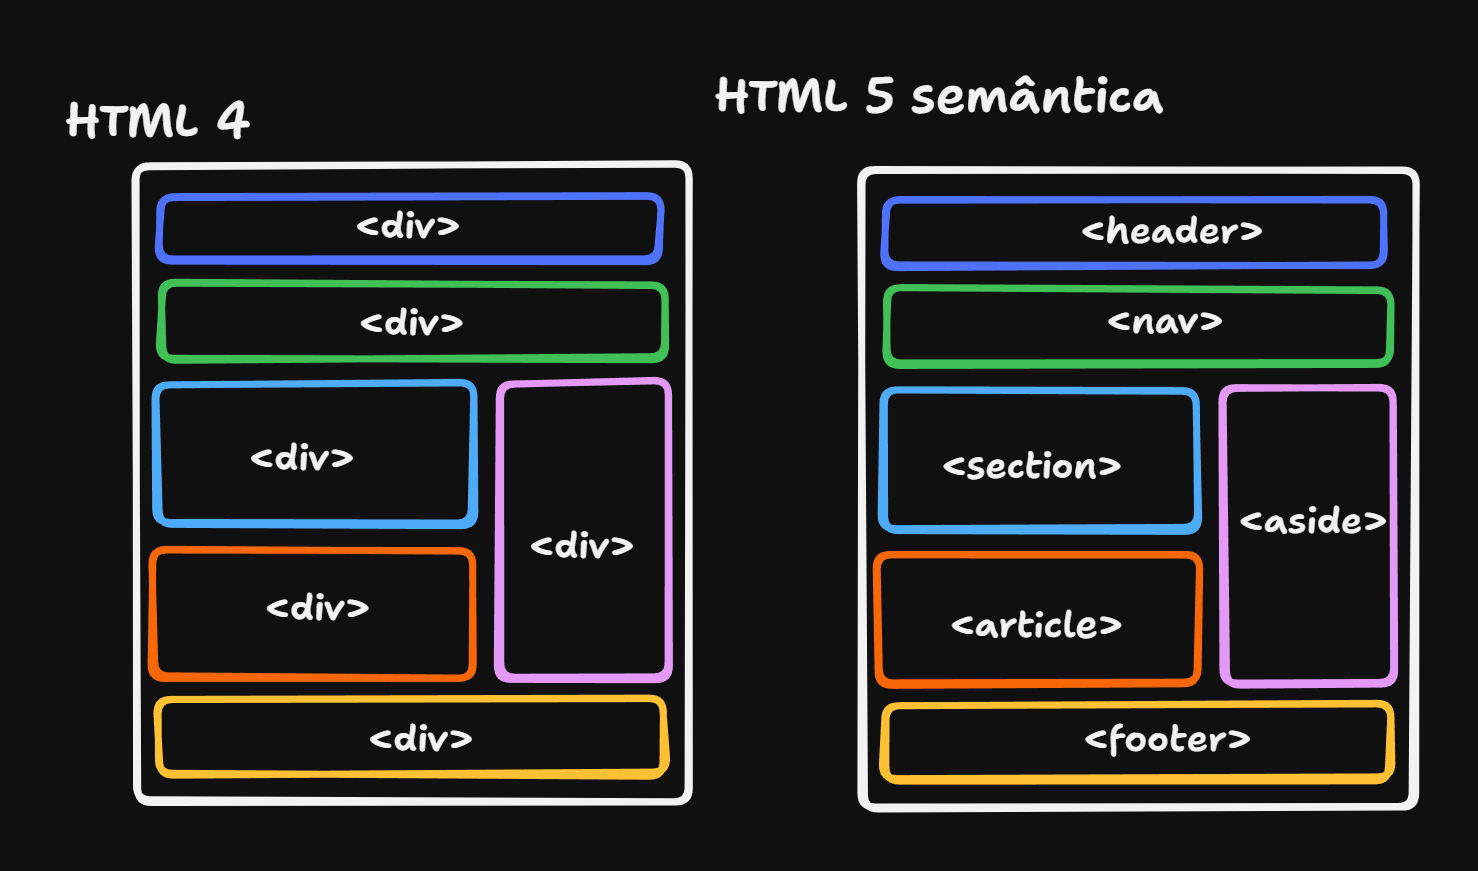 HTML 4
<div>
<div>
<div>
<div>
<div>
<div>
HTML 5 semântica
<header>
<nav>
<section>
<aside>
<article>
<footer>